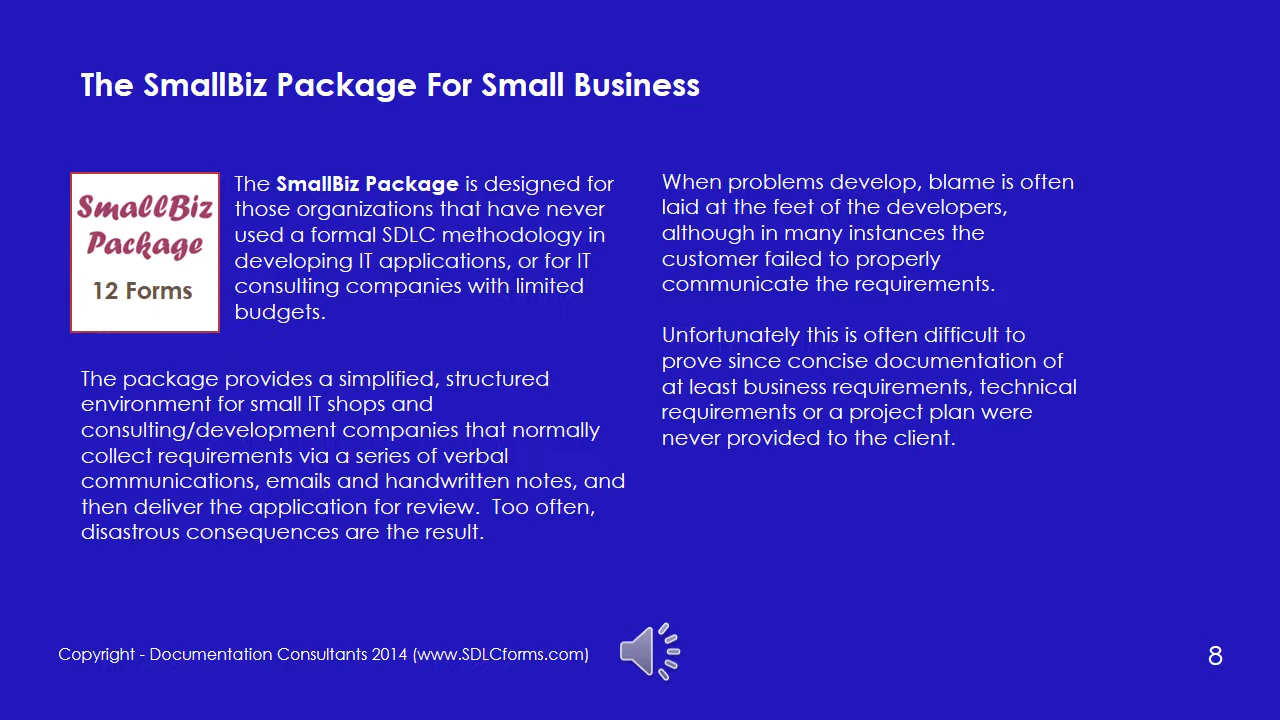 The SmallBiz Package For Small Business
SmallBiz
Package
12 Forms
The SmallBiz Package is designed for
those organizations that have never
used a formal SDLC methodology in
developing IT applications, or for IT
consulting companies with limited
budgets.
The package provides a simplified, structured
environment for small IT shops and
consulting/development companies that normally
collect requirements via a series of verbal
communications, emails and handwritten notes, and
then deliver the application for review.  Too often,
disastrous consequences are the result.
When problems develop, blame is often
laid at the feet of the developers,
although in many instances the
customer failed to properly
communicate the requirements.
Unfortunately this is often difficult to
prove since concise documentation of
at least business requirements, technical
requirements or a project plan were
never provided to the client.
Copyright - Documentation Consultants 2014 (www.SDLCforms.com)
8